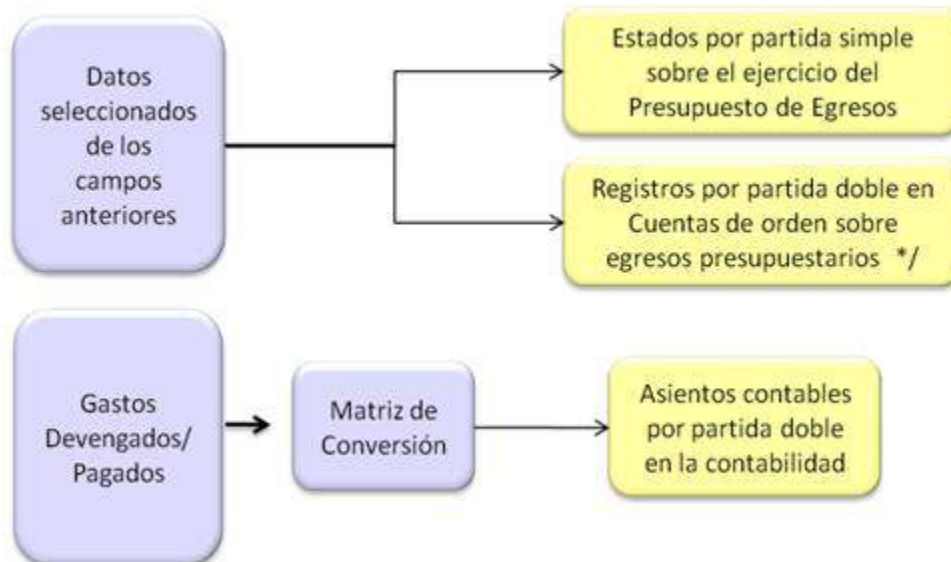 Datos
seleccionados
de los
campos
anteriores
Estados por partida simple
sobre el ejercicio del
Presupuesto de Egresos
Registros por partida doble en
Cuentas de orden sobre
egresos presupuestarios */
Gastos
Devengados/
Pagados
Matriz de
Conversión
Asientos contables
por partida doble
en la contabilidad